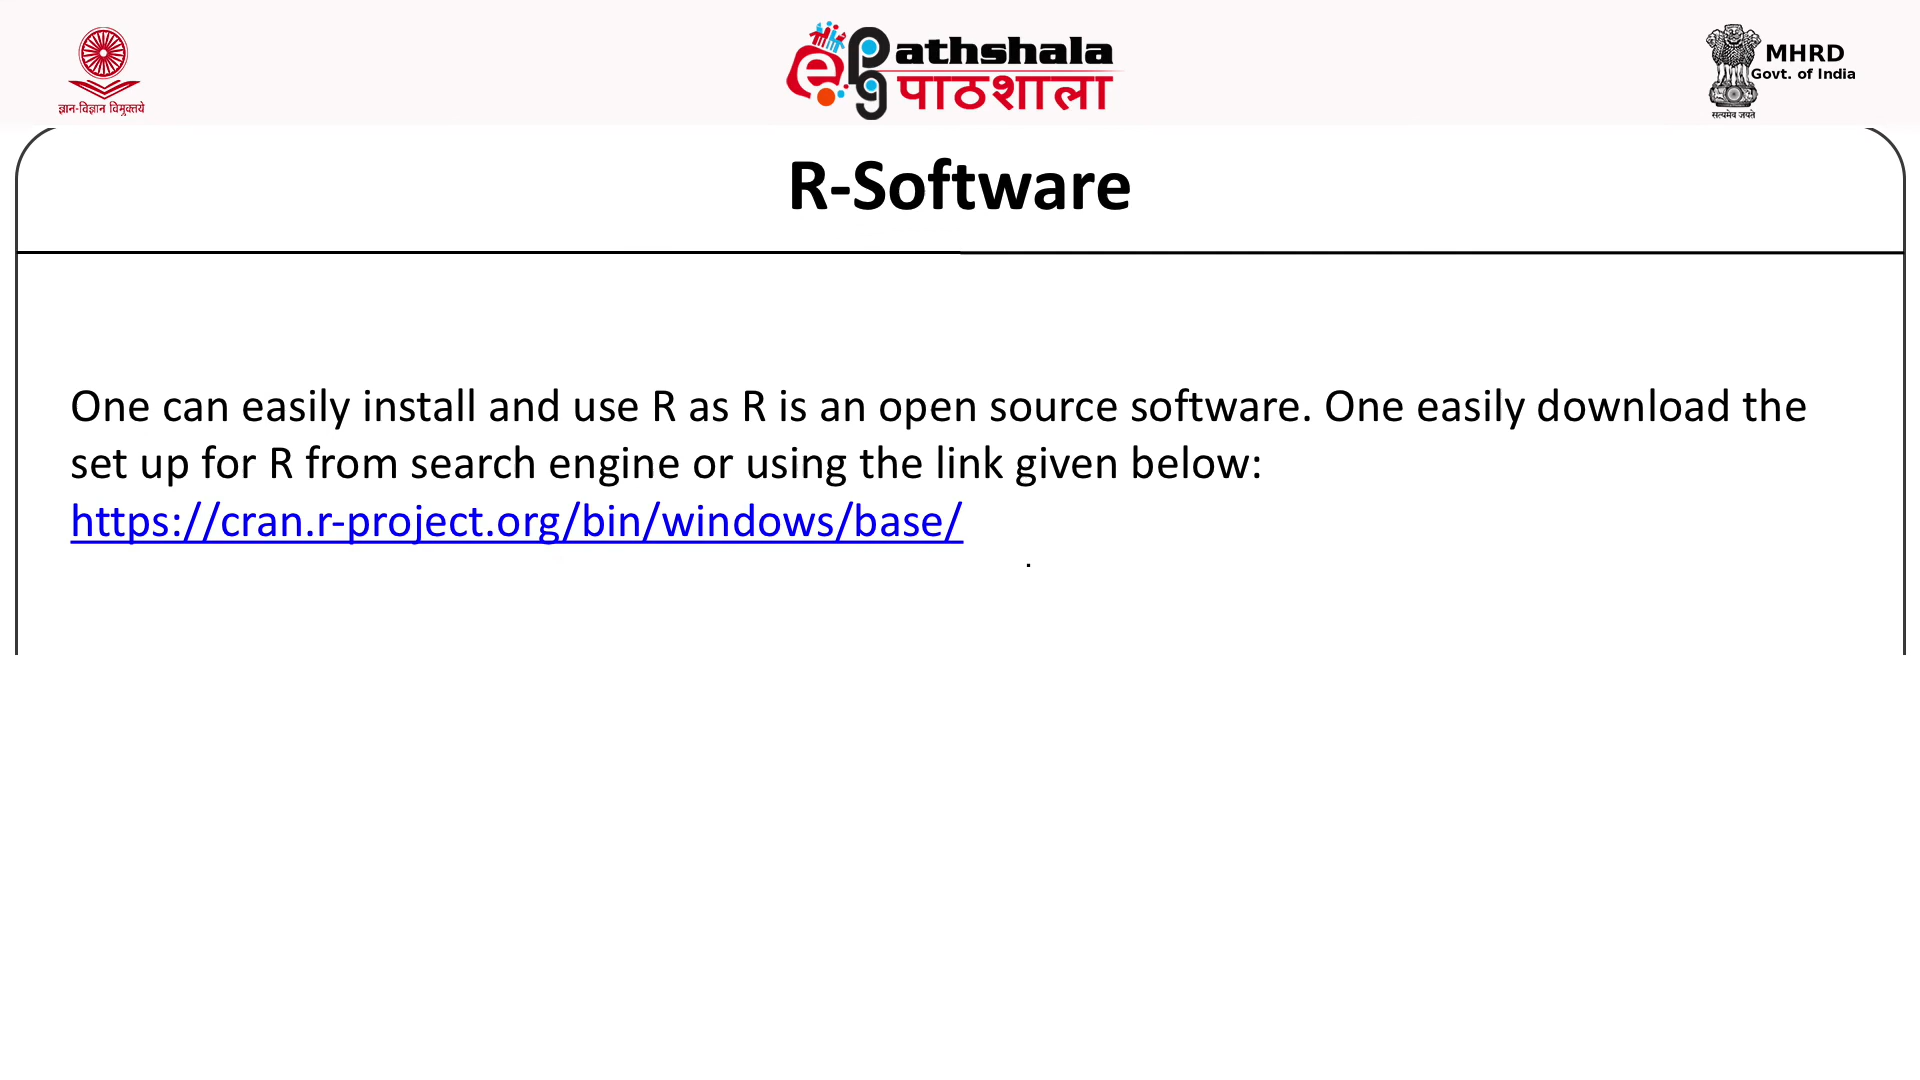 ज्ञान-विज्ञान विमुक्तये
e pg athshala
पाठशाला
MHRD
Govt. of India
सत्यमेव जयते
R-Software
One can easily install and use R as R is an open source software. One easily download the
set up for R from search engine or using the link given below:
https://cran.r-project.org/bin/windows/base/
.